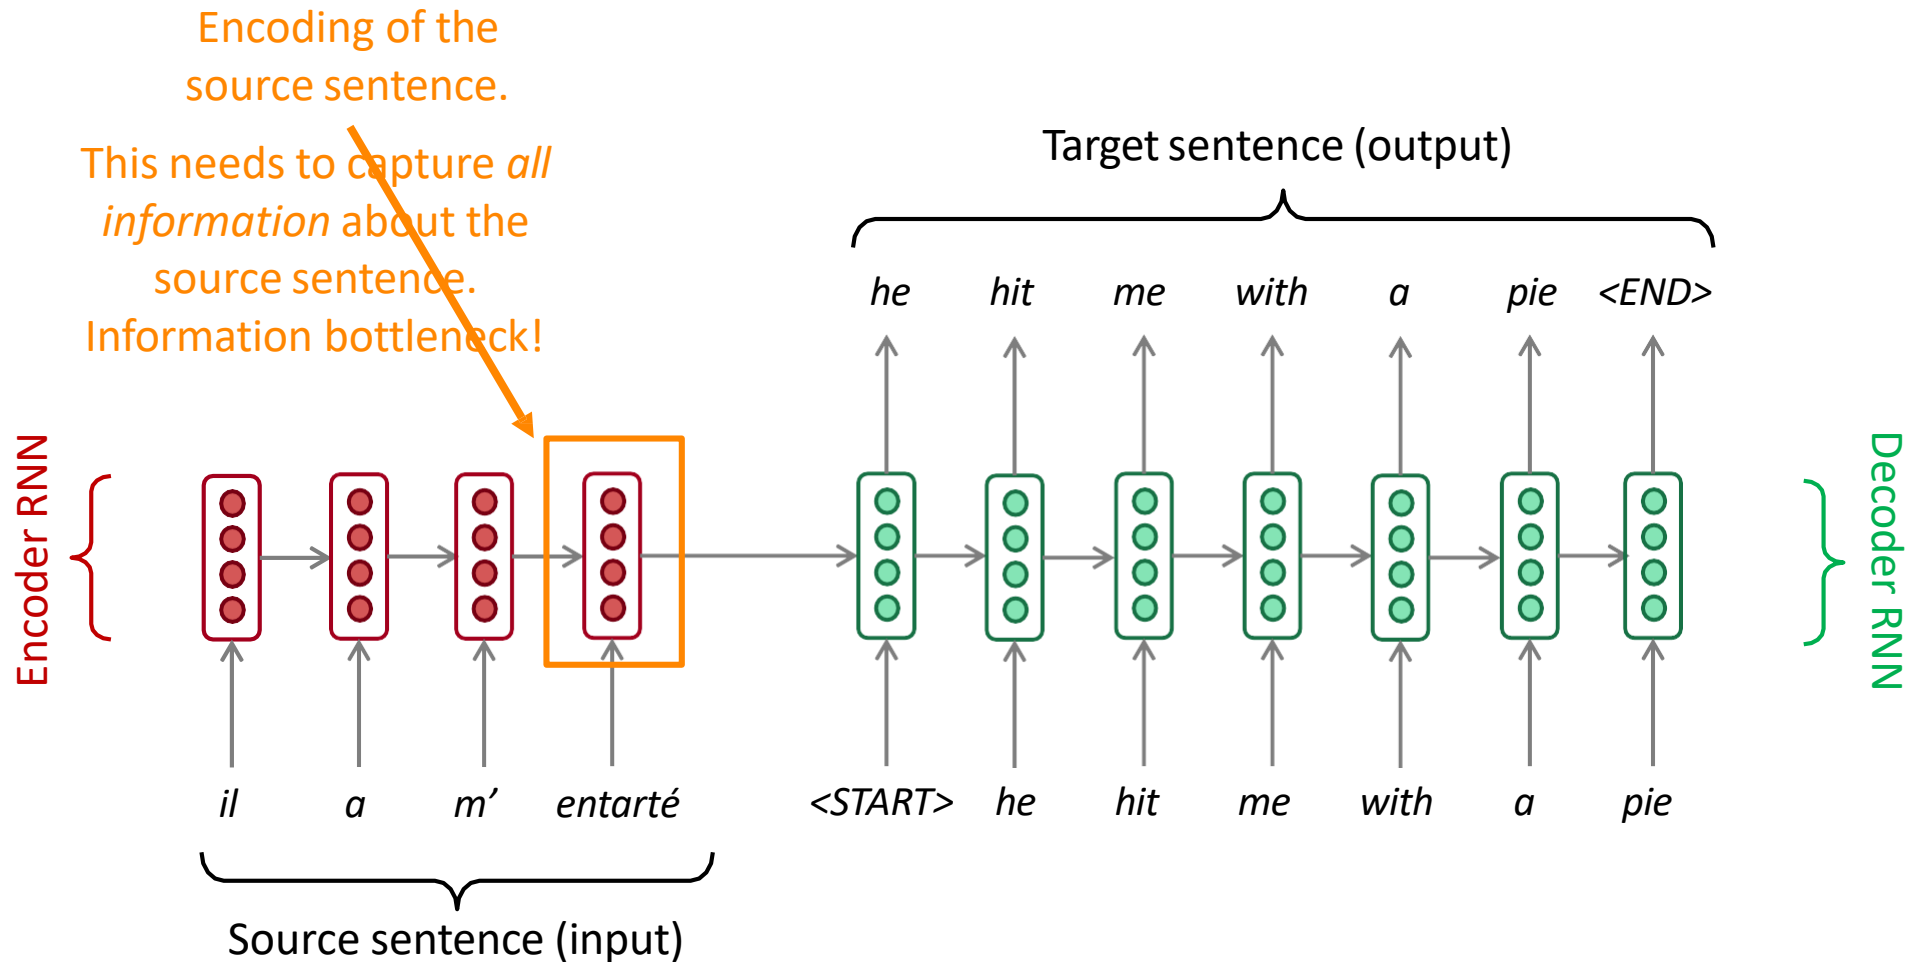 Encoding of the
source sentence.
This needs to capture all
information about the
source sentence.
Information bottleneck!
Target sentence (output)
he hit me with a pie <END>
Encoder RNN
Decoder RNN
il a m’ entarté <START> he hit me with a pie
Source sentence (input)